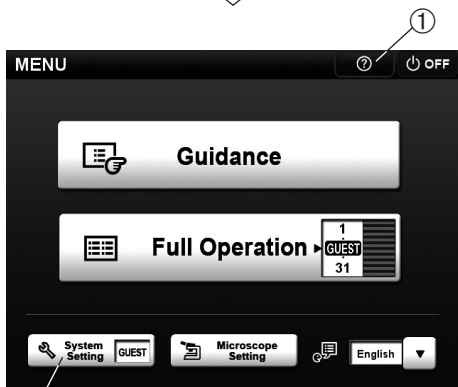 ①
MENU ? OFF
Guidance
Full Operation
1
GUEST
31
System
Setting GUEST
Microscope
Setting
English